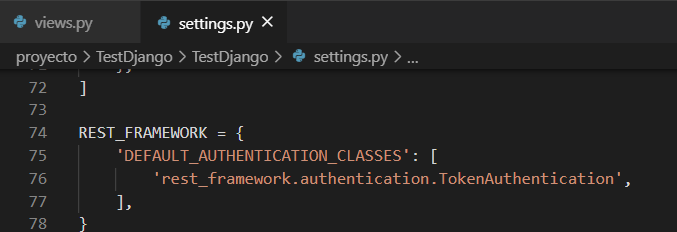 views.py settings.py ×
proyecto > TestDjango > TestDjango > settings.py > ...
72 ]
73
74 REST_FRAMEWORK = {
75     'DEFAULT_AUTHENTICATION_CLASSES': [
76         'rest_framework.authentication.TokenAuthentication',
77     ],
78 }